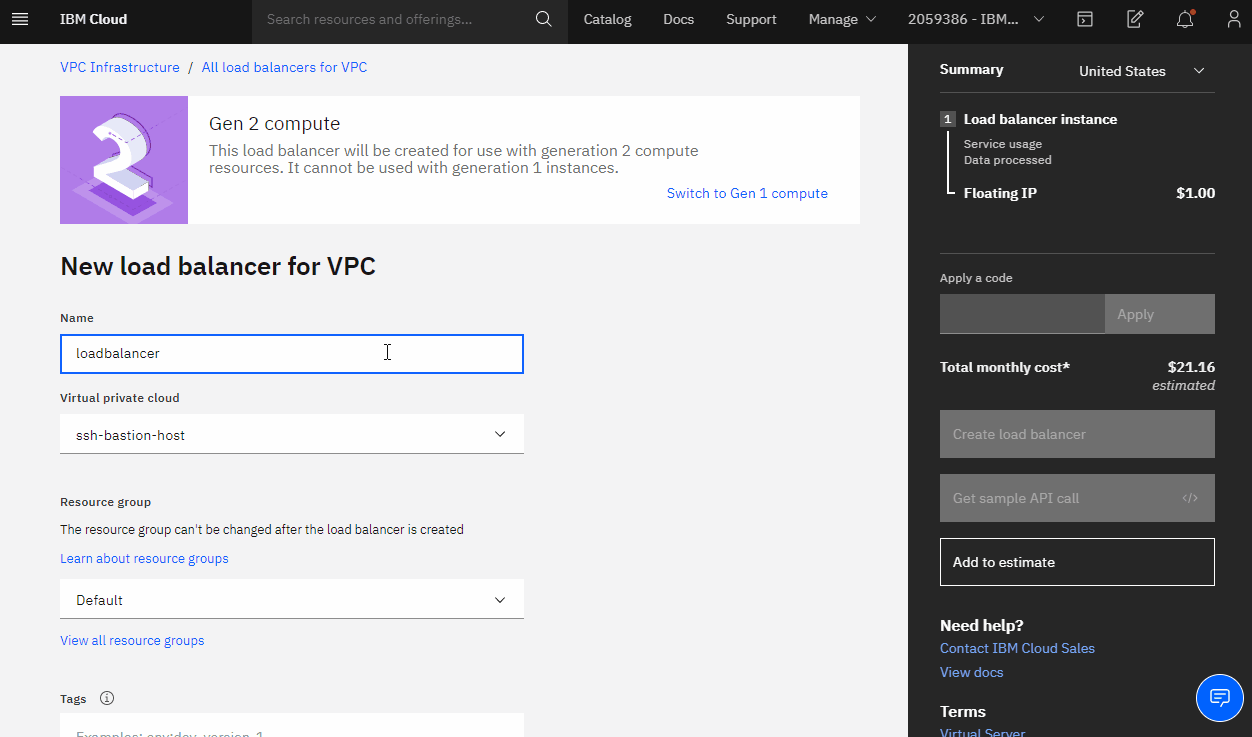 IBM Cloud
Search resources and offerings...
Catalog
Docs
Support
Manage
2059386 - IBM...
VPC Infrastructure / All load balancers for VPC
Gen 2 compute
This load balancer will be created for use with generation 2 compute
resources. It cannot be used with generation 1 instances.
Switch to Gen 1 compute
New load balancer for VPC
Name
loadbalancer
Virtual private cloud
ssh-bastion-host
Resource group
The resource group can't be changed after the load balancer is created
Learn about resource groups
Default
View all resource groups
Tags
Examples: env:dev, version-1
Summary
United States
1 Load balancer instance
Service usage
Data processed
Floating IP $1.00
Apply a code
Apply
Total monthly cost* $21.16
estimated
Create load balancer
Get sample API call </>
Add to estimate
Need help?
Contact IBM Cloud Sales
View docs
Terms
Virtual Server